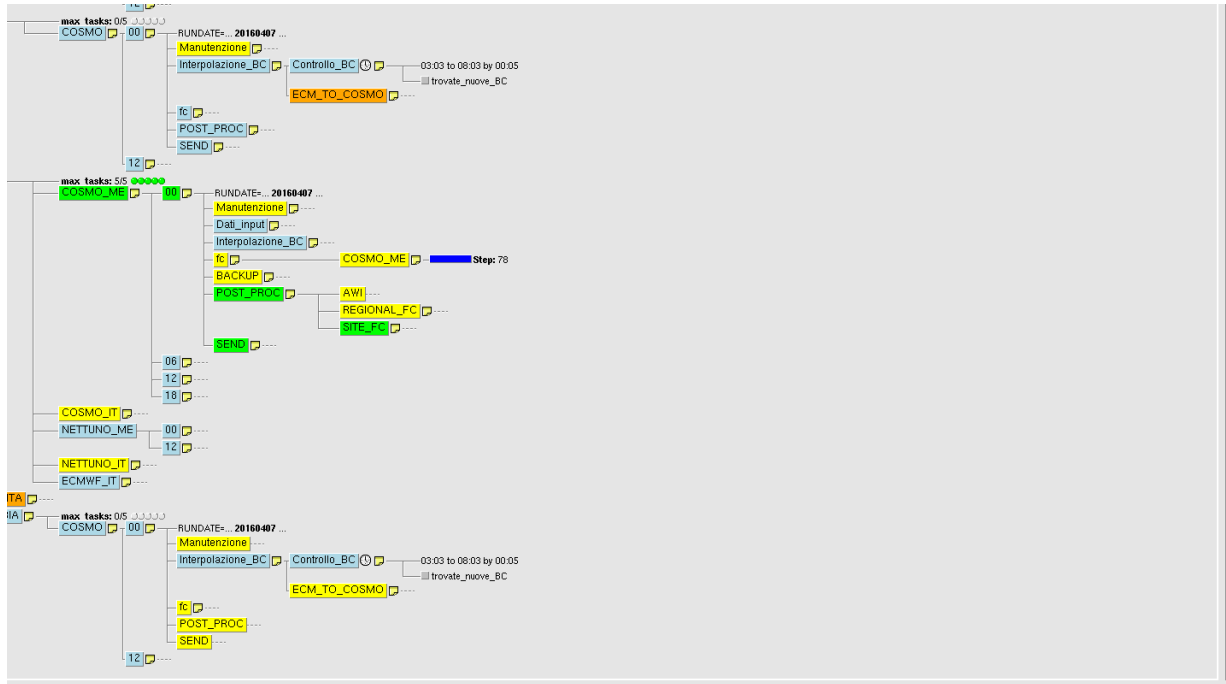 12
max tasks: 0/5
COSMO 00 RUNDATE=... 20160407 ...
Manutenzione
Interpolazione_BC Controllo_BC 03:03 to 08:03 by 00:05
trovate_nuove_BC
ECM_TO_COSMO
fc
POST_PROC
SEND
12
max tasks: 5/5
COSMO_ME 00 RUNDATE=... 20160407 ...
Manutenzione
Dati_input
Interpolazione_BC
fc COSMO_ME Step: 78
BACKUP
POST_PROC AWI
REGIONAL_FC
SITE_FC
SEND
06
12
18
COSMO_IT
NETTUNO_ME 00
12
NETTUNO_IT
ECMWF_IT
ITA
BIA max tasks: 0/5
COSMO 00 RUNDATE=... 20160407 ...
Manutenzione
Interpolazione_BC Controllo_BC 03:03 to 08:03 by 00:05
trovate_nuove_BC
ECM_TO_COSMO
fc
POST_PROC
SEND
12